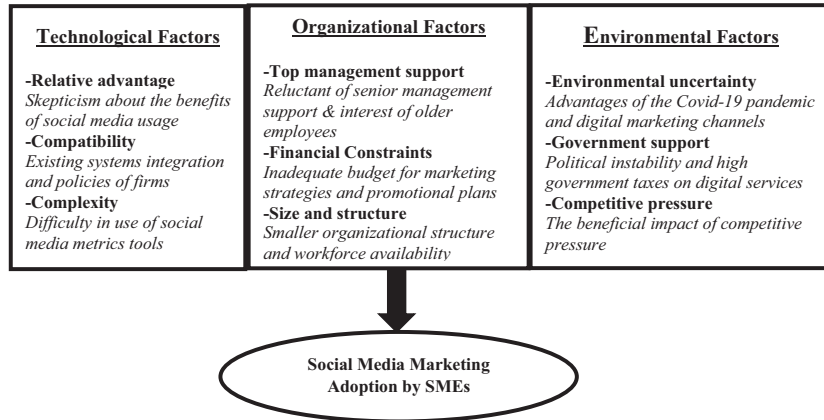 Technological Factors
-Relative advantage
Skepticism about the benefits
of social media usage
-Compatibility
Existing systems integration
and policies of firms
-Complexity
Difficulty in use of social
media metrics tools
Organizational Factors
-Top management support
Reluctant of senior management
support & interest of older
employees
-Financial Constraints
Inadequate budget for marketing
strategies and promotional plans
-Size and structure
Smaller organizational structure
and workforce availability
Environmental Factors
-Environmental uncertainty
Advantages of the Covid-19 pandemic
and digital marketing channels
-Government support
Political instability and high
government taxes on digital services
-Competitive pressure
The beneficial impact of competitive
pressure
Social Media Marketing
Adoption by SMEs